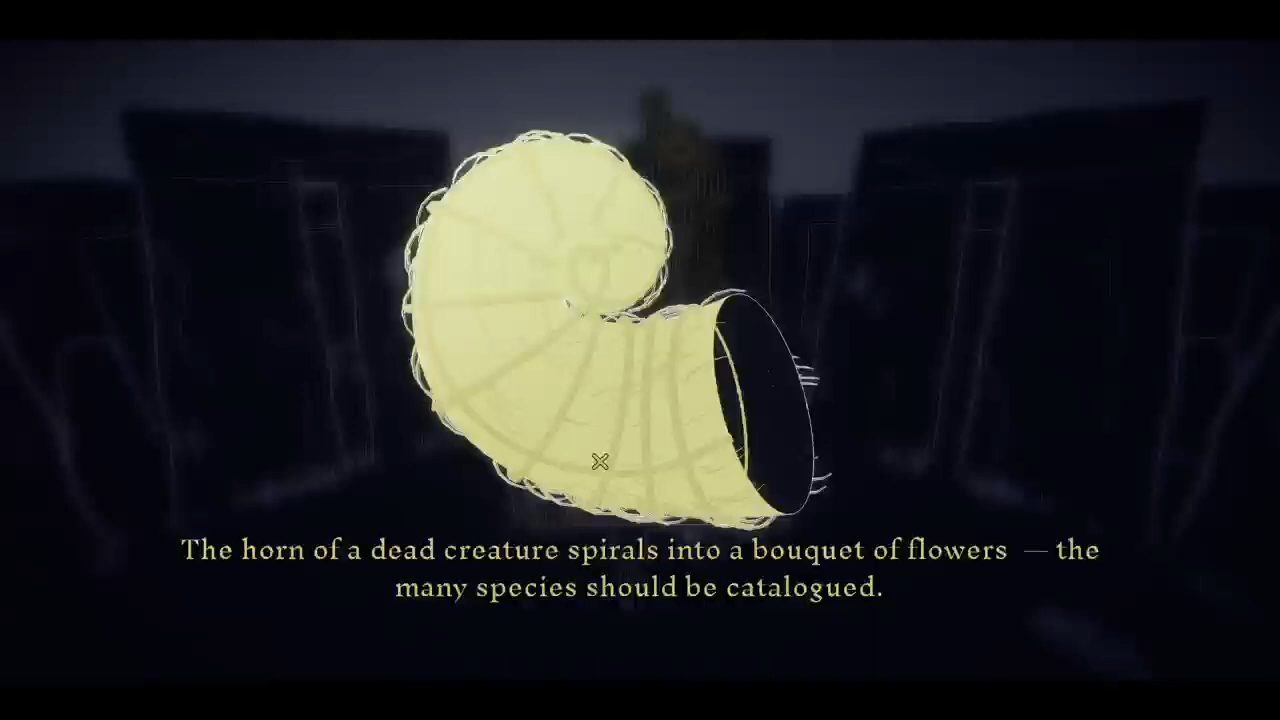 The horn of a dead creature spirals into a bouquet of flowers — the
many species should be catalogued.